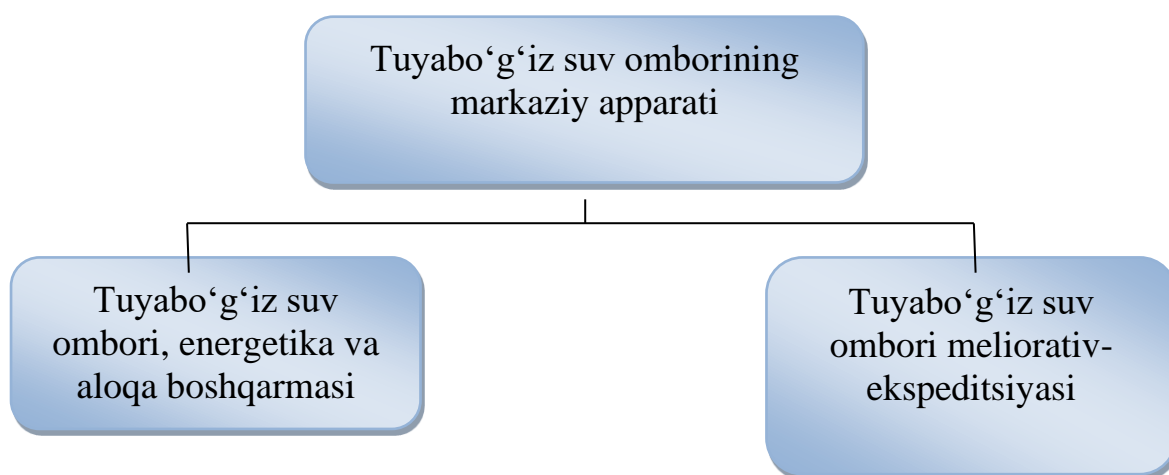 Tuyabo‘g‘iz suv omborining
markaziy apparati
Tuyabo‘g‘iz suv
ombori, energetika va
aloqa boshqarmasi
Tuyabo‘g‘iz suv
ombori meliorativ-
ekspeditsiyasi